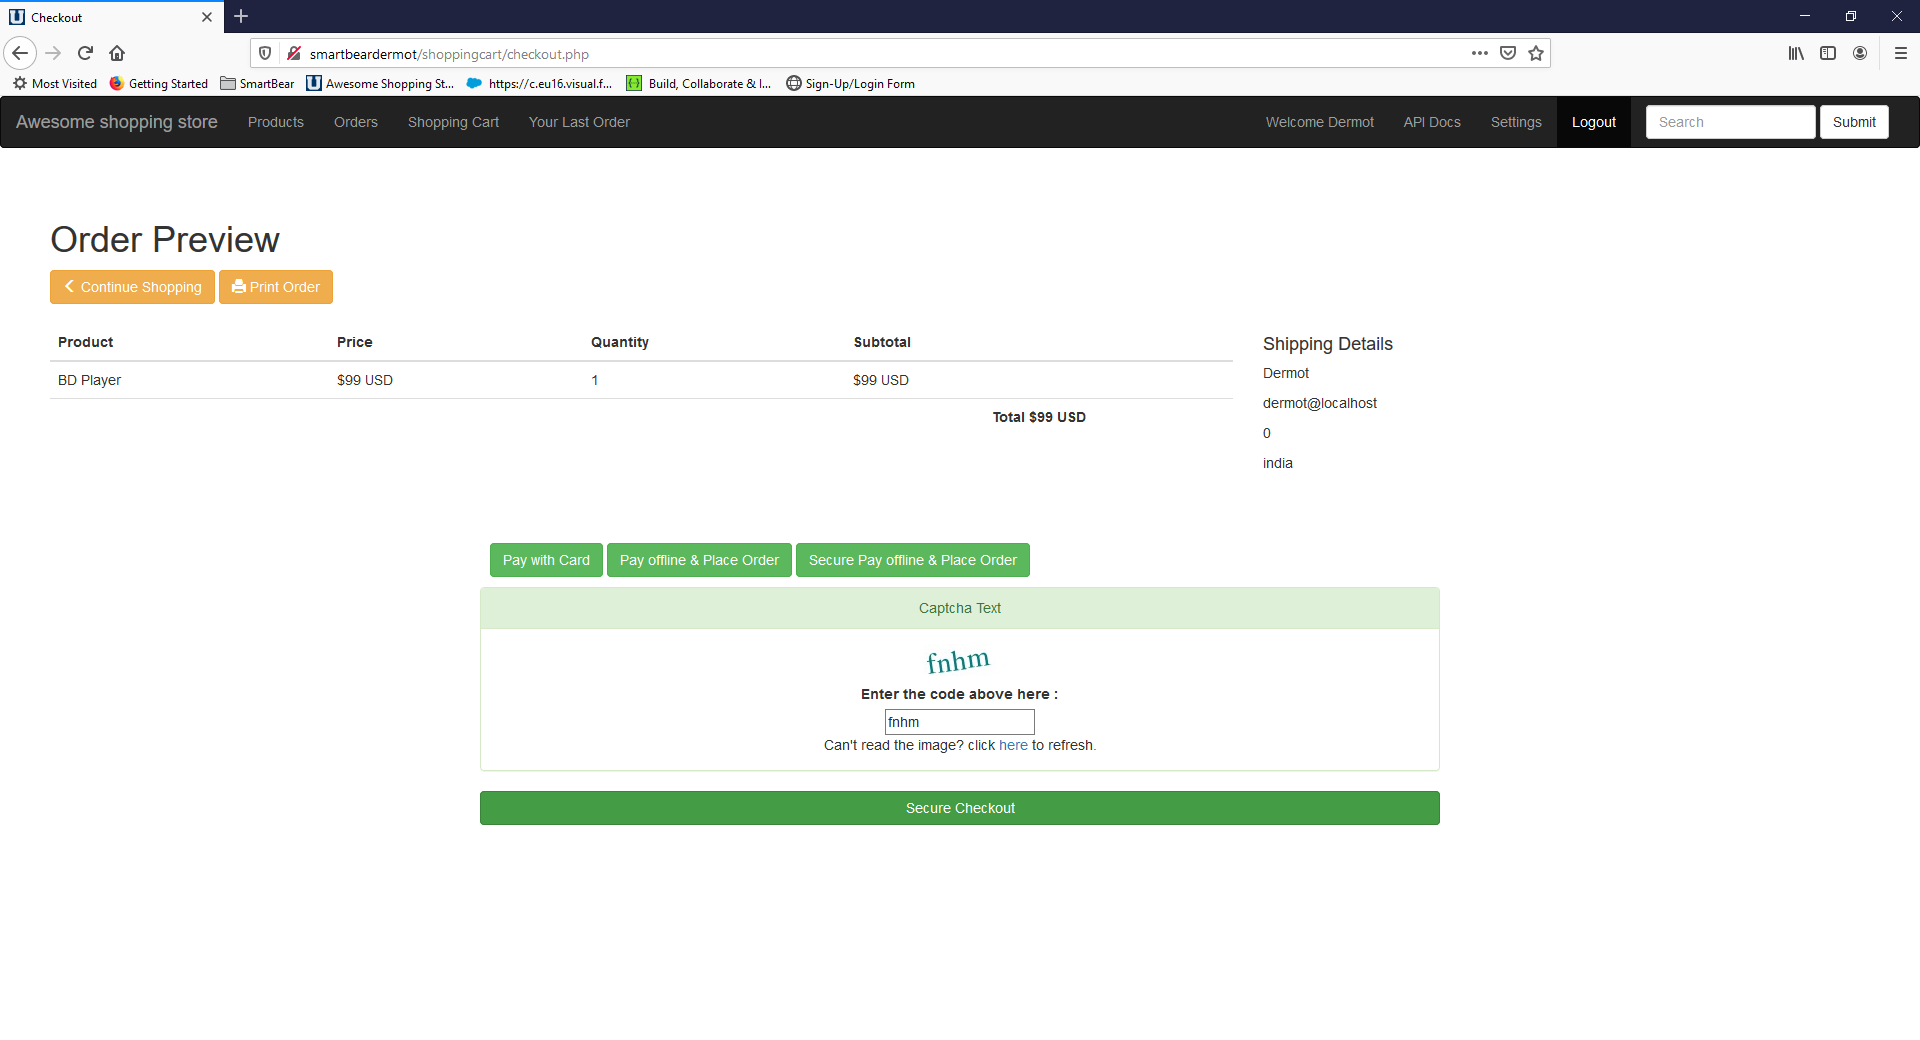 Checkout
smartbeardermot/shoppingcart/checkout.php
Most Visited Getting Started SmartBear Awesome Shopping St... https://c.eu16.visual.f... Build, Collaborate & I... Sign-Up/Login Form
Awesome shopping store Products Orders Shopping Cart Your Last Order Welcome Dermot API Docs Settings Logout Search Submit
Order Preview
Continue Shopping Print Order
Product Price Quantity Subtotal
BD Player $99 USD 1 $99 USD
Total $99 USD
Shipping Details
Dermot
dermot@localhost
0
india
Pay with Card Pay offline & Place Order Secure Pay offline & Place Order
Captcha Text
fnhm
Enter the code above here :
fnhm
Can't read the image? click here to refresh.
Secure Checkout